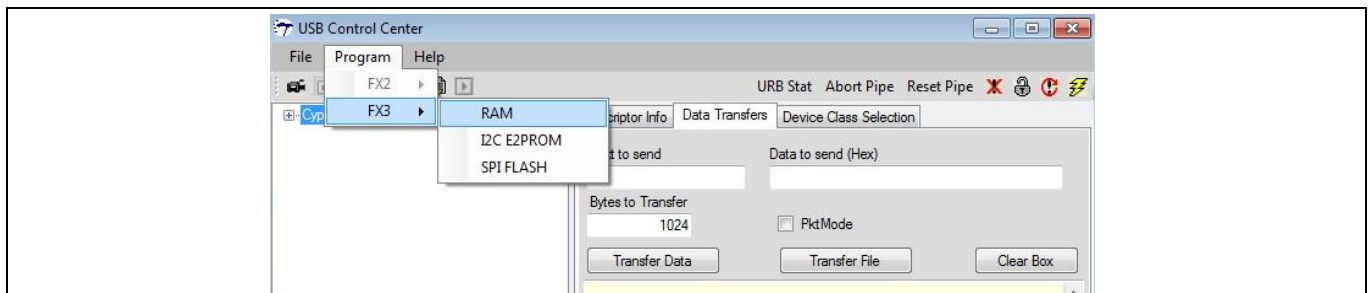 USB Control Center
File Program Help
FX2
URB Stat Abort Pipe Reset Pipe
FX3
RAM
Data Transfers Device Class Selection
I2C E2PROM
to send Data to send (Hex)
SPI FLASH
Bytes to Transfer
1024 PktMode
Transfer Data Transfer File Clear Box